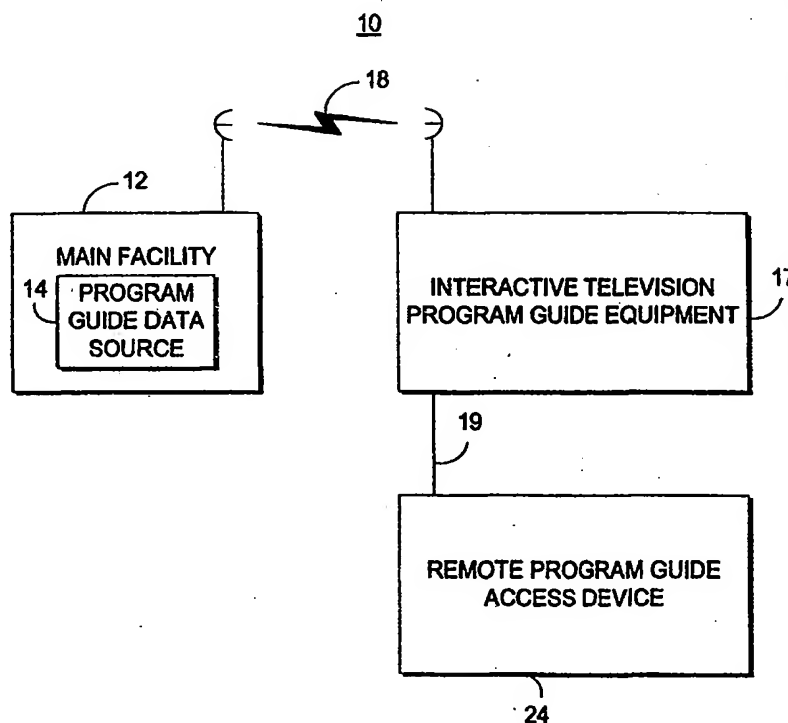 10
18
12
MAIN FACILITY
14
PROGRAM
GUIDE DATA
SOURCE
INTERACTIVE TELEVISION
PROGRAM GUIDE EQUIPMENT
17
19
REMOTE PROGRAM GUIDE
ACCESS DEVICE
24